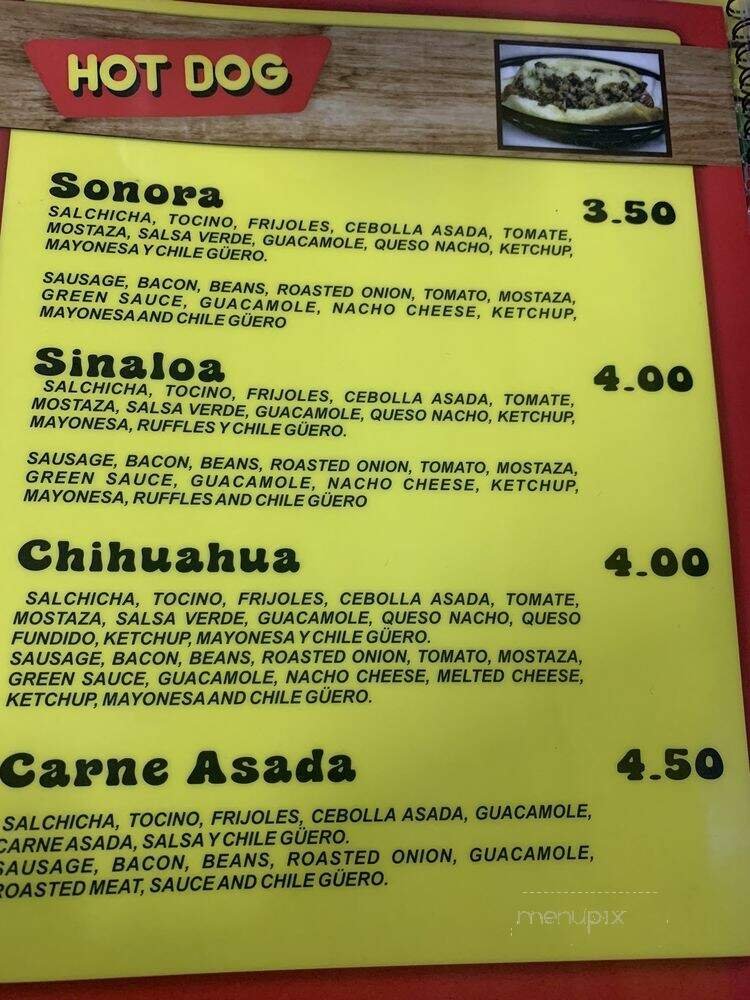 HOT DOG
Sonora 3.50
SALCHICHA, TOCINO, FRIJOLES, CEBOLLA ASADA, TOMATE,
MOSTAZA, SALSA VERDE, GUACAMOLE, QUESO NACHO, KETCHUP,
MAYONESA Y CHILE GÜERO.
SAUSAGE, BACON, BEANS, ROASTED ONION, TOMATO, MOSTAZA,
GREEN SAUCE, GUACAMOLE, NACHO CHEESE, KETCHUP,
MAYONESA AND CHILE GÜERO
Sinaloa 4.00
SALCHICHA, TOCINO, FRIJOLES, CEBOLLA ASADA, TOMATE,
MOSTAZA, SALSA VERDE, GUACAMOLE, QUESO NACHO, KETCHUP,
MAYONESA, RUFFLES Y CHILE GÜERO.
SAUSAGE, BACON, BEANS, ROASTED ONION, TOMATO, MOSTAZA,
GREEN SAUCE, GUACAMOLE, NACHO CHEESE, KETCHUP,
MAYONESA, RUFFLES AND CHILE GÜERO
Chihuahua 4.00
SALCHICHA, TOCINO, FRIJOLES, CEBOLLA ASADA, TOMATE,
MOSTAZA, SALSA VERDE, GUACAMOLE, QUESO NACHO, QUESO
FUNDIDO, KETCHUP, MAYONESA Y CHILE GÜERO.
SAUSAGE, BACON, BEANS, ROASTED ONION, TOMATO, MOSTAZA,
GREEN SAUCE, GUACAMOLE, NACHO CHEESE, MELTED CHEESE,
KETCHUP, MAYONESA AND CHILE GÜERO.
Carne Asada 4.50
SALCHICHA, TOCINO, FRIJOLES, CEBOLLA ASADA, GUACAMOLE,
CARNE ASADA, SALSA Y CHILE GÜERO.
SAUSAGE, BACON, BEANS, ROASTED ONION, GUACAMOLE,
ROASTED MEAT, SAUCE AND CHILE GÜERO.
menupix